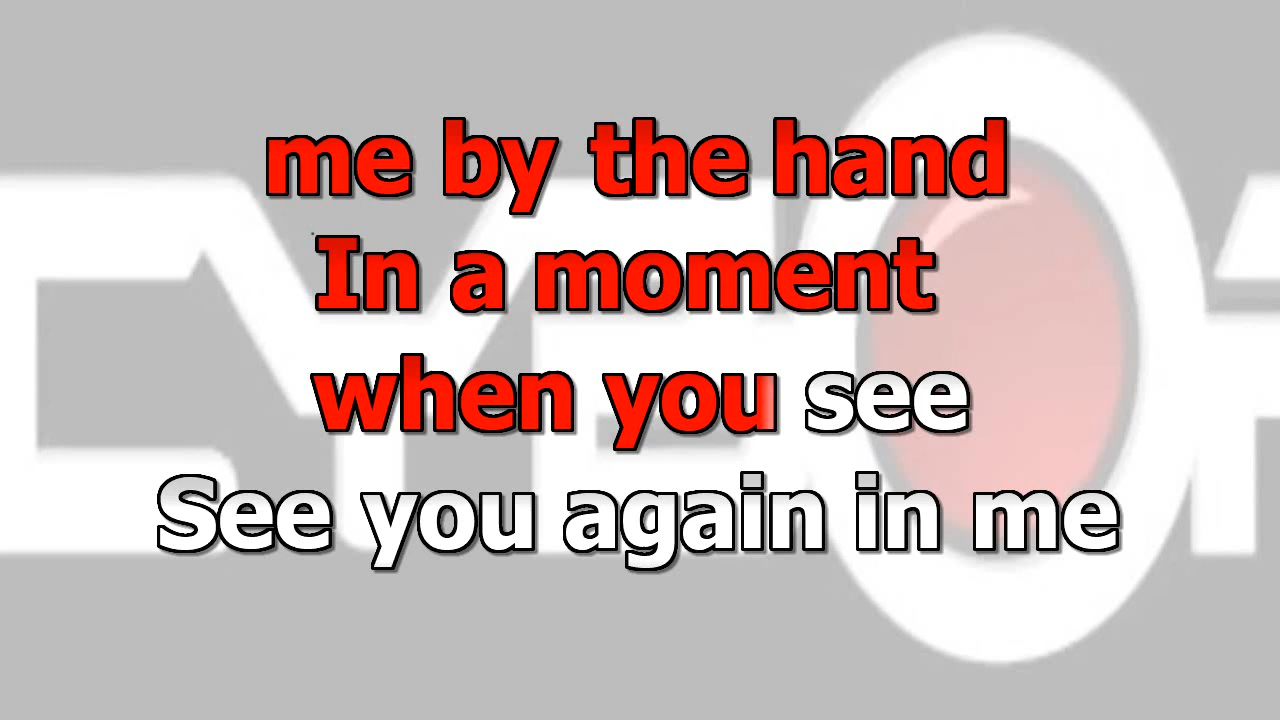 me by the hand
In a moment
when you see
See you again in me